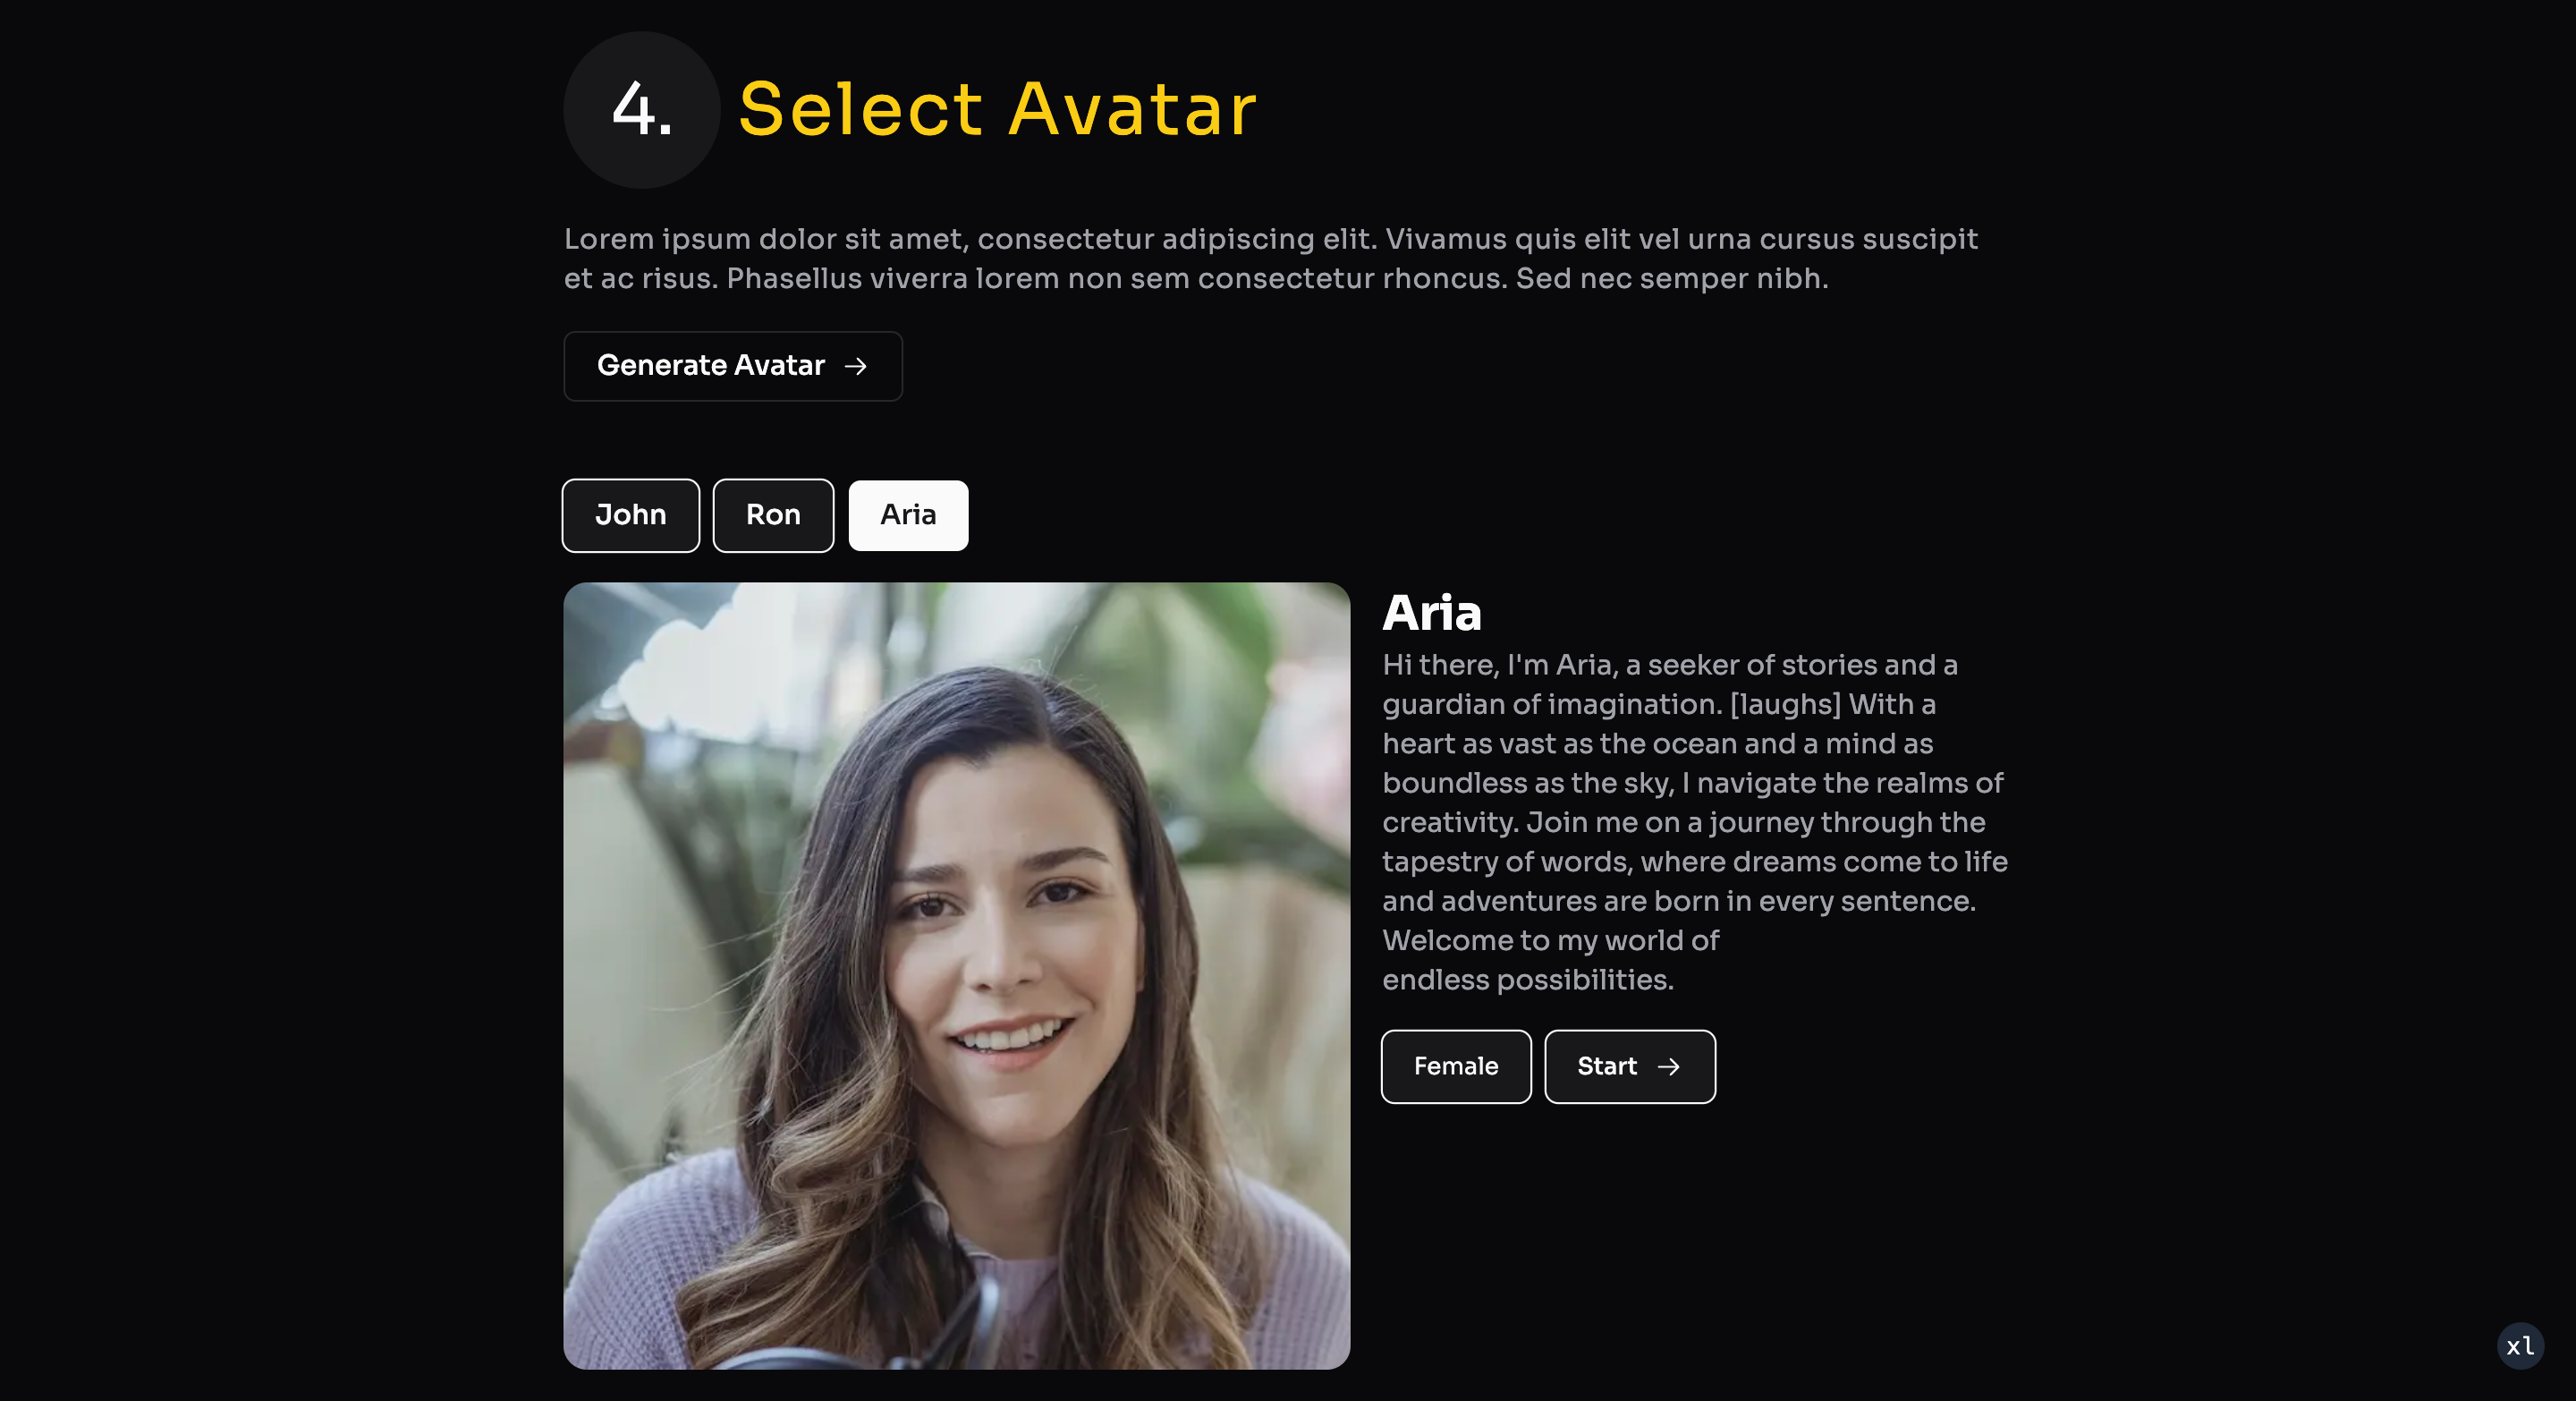 4. Select Avatar
Lorem ipsum dolor sit amet, consectetur adipiscing elit. Vivamus quis elit vel urna cursus suscipit
et ac risus. Phasellus viverra lorem non sem consectetur rhoncus. Sed nec semper nibh.
Generate Avatar →
John Ron Aria
Aria
Hi there, I'm Aria, a seeker of stories and a
guardian of imagination. [laughs] With a
heart as vast as the ocean and a mind as
boundless as the sky, I navigate the realms of
creativity. Join me on a journey through the
tapestry of words, where dreams come to life
and adventures are born in every sentence.
Welcome to my world of
endless possibilities.
Female Start →
xl